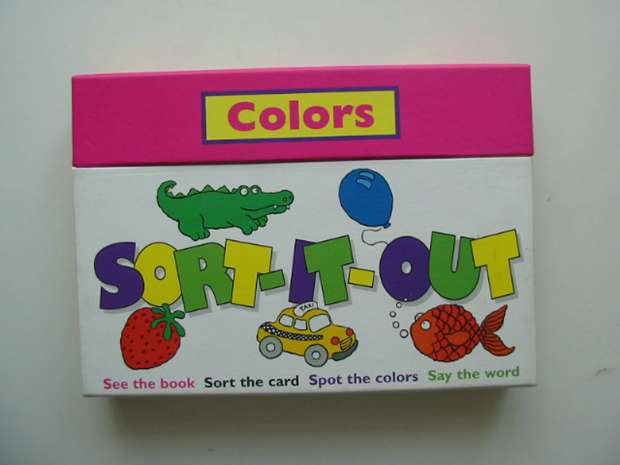 Colors
SORT-IT-OUT
TAXI
See the book Sort the card Spot the colors Say the word